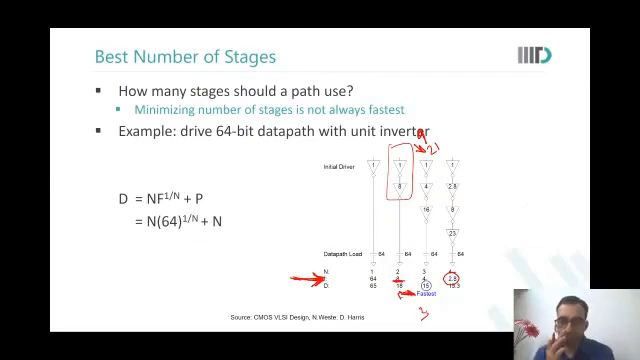 Best Number of Stages
How many stages should a path use?
Minimizing number of stages is not always fastest
Example: drive 64-bit datapath with unit inverter
9
21
Initial Driver
1 1 1 1
8 4 2.8
16 8
23
D = NF^1/N + P
= N(64)^1/N + N
Datapath Load 64 64 64 64
N: 1 2 3
64 8 4 2.8
D: 65 18 15 15.3
Fastest
3
Source: CMOS VLSI Design, N.Weste: D. Harris